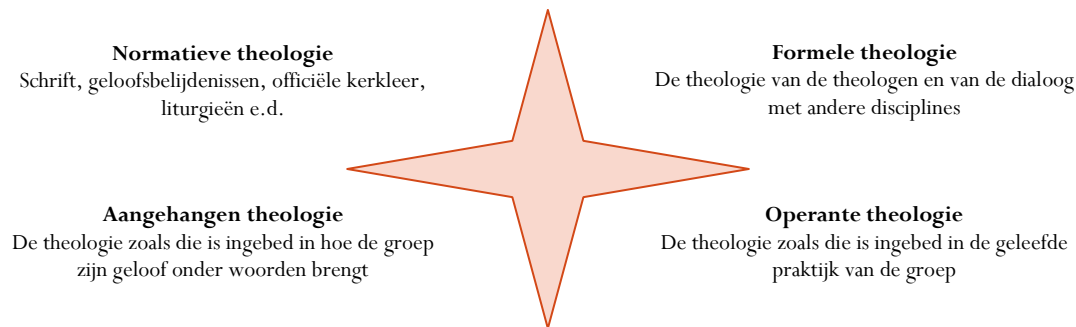 Normatieve theologie
Schrift, geloofsbelijdenissen, officiële kerkleer,
liturgieën e.d.
Formele theologie
De theologie van de theologen en van de dialoog
met andere disciplines
Aangehangen theologie
De theologie zoals die is ingebed in hoe de groep
zijn geloof onder woorden brengt
Operante theologie
De theologie zoals die is ingebed in de geleefde
praktijk van de groep